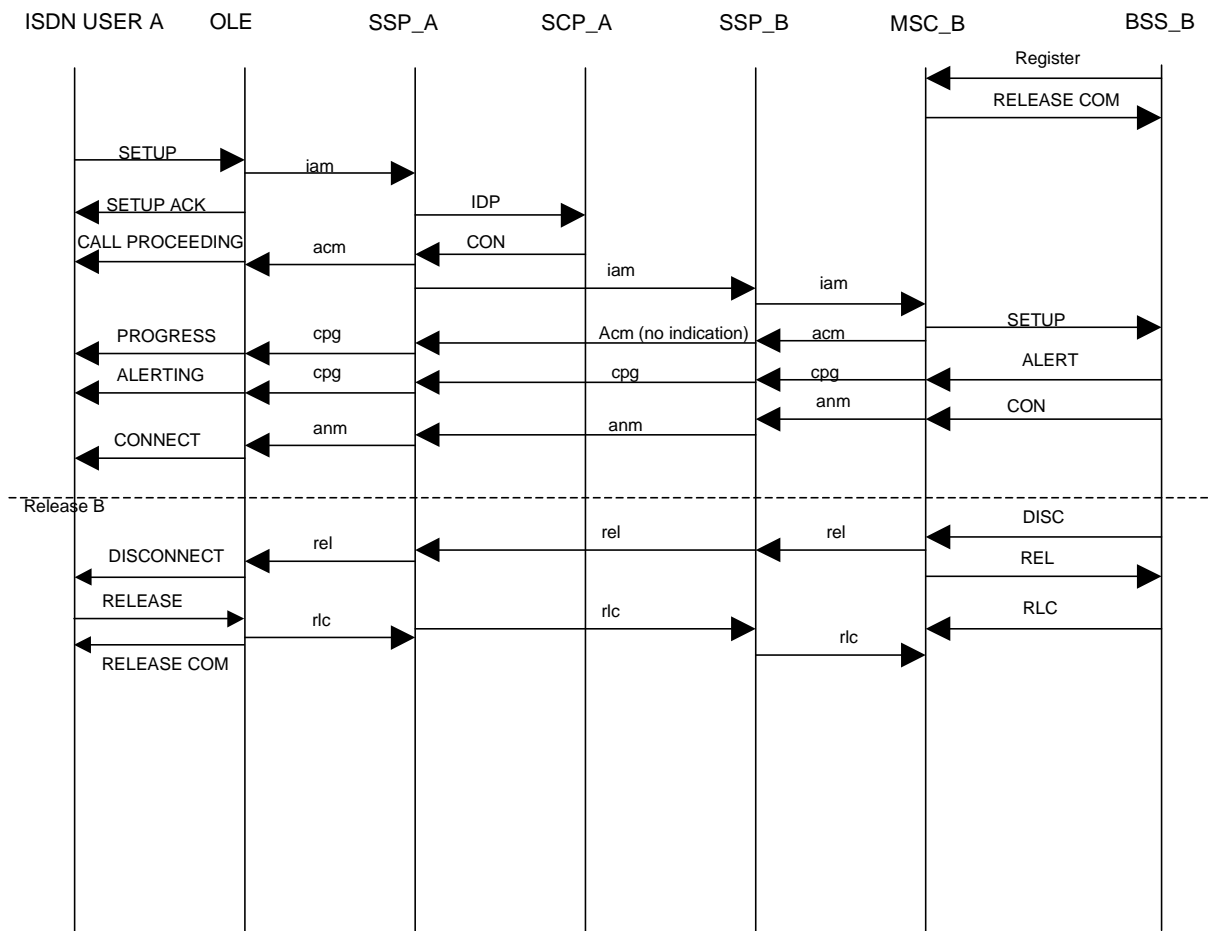 ISDN USER A OLE SSP_A SCP_A SSP_B MSC_B BSS_B
Register
RELEASE COM
SETUP
iam
SETUP ACK
IDP
CALL PROCEEDING
acm
CON
iam
iam
SETUP
PROGRESS
cpg
Acm (no indication)
acm
ALERT
ALERTING
cpg
cpg
cpg
anm
CON
CONNECT
anm
anm
Release B
DISC
DISCONNECT
rel
rel
rel
REL
RELEASE
rlc
rlc
RLC
rlc
RELEASE COM